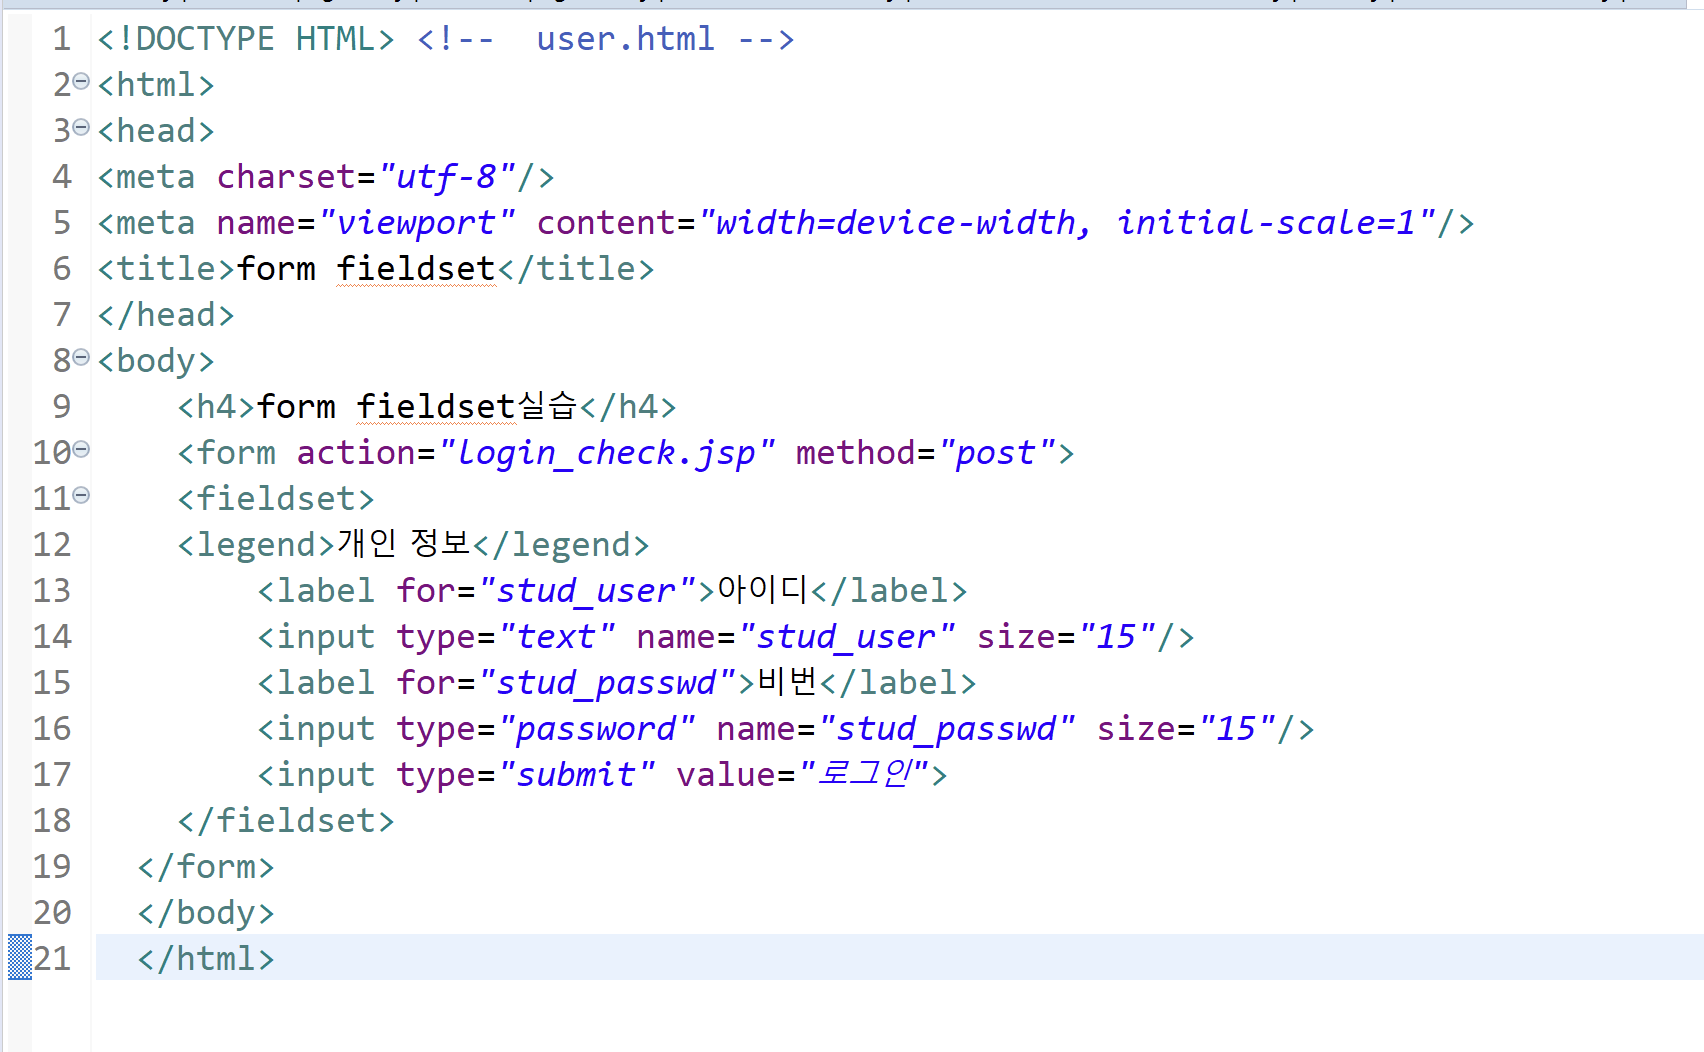 1 <!DOCTYPE HTML> <!--  user.html -->
2 <html>
3 <head>
4 <meta charset="utf-8"/>
5 <meta name="viewport" content="width=device-width, initial-scale=1"/>
6 <title>form fieldset</title>
7 </head>
8 <body>
9     <h4>form fieldset실습</h4>
10     <form action="login_check.jsp" method="post">
11     <fieldset>
12     <legend>개인 정보</legend>
13         <label for="stud_user">아이디</label>
14         <input type="text" name="stud_user" size="15"/>
15         <label for="stud_passwd">비번</label>
16         <input type="password" name="stud_passwd" size="15"/>
17         <input type="submit" value="로그인">
18     </fieldset>
19   </form>
20   </body>
21   </html>